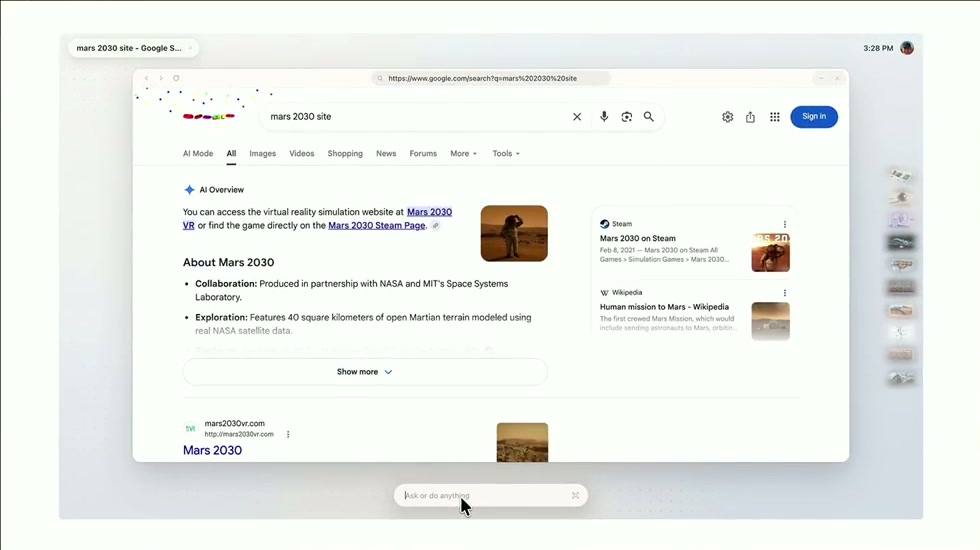 mars 2030 site - Google S...
3:28 PM
https://www.google.com/search?q=mars%202030%20site
mars 2030 site
Sign in
AI Mode
All
Images
Videos
Shopping
News
Forums
More
Tools
AI Overview
You can access the virtual reality simulation website at Mars 2030
VR or find the game directly on the Mars 2030 Steam Page.
About Mars 2030
• Collaboration: Produced in partnership with NASA and MIT's Space Systems
Laboratory.
• Exploration: Features 40 square kilometers of open Martian terrain modeled using
real NASA satellite data.
Show more
Steam
Mars 2030 on Steam
Feb 8, 2021 — Mars 2030 on Steam All
Games > Simulation Games > Mars 2030...
W Wikipedia
Human mission to Mars - Wikipedia
The first crewed Mars Mission, which would
include sending astronauts to Mars, orbitin...
mars2030vr.com
http://mars2030vr.com
Mars 2030
Ask or do anything